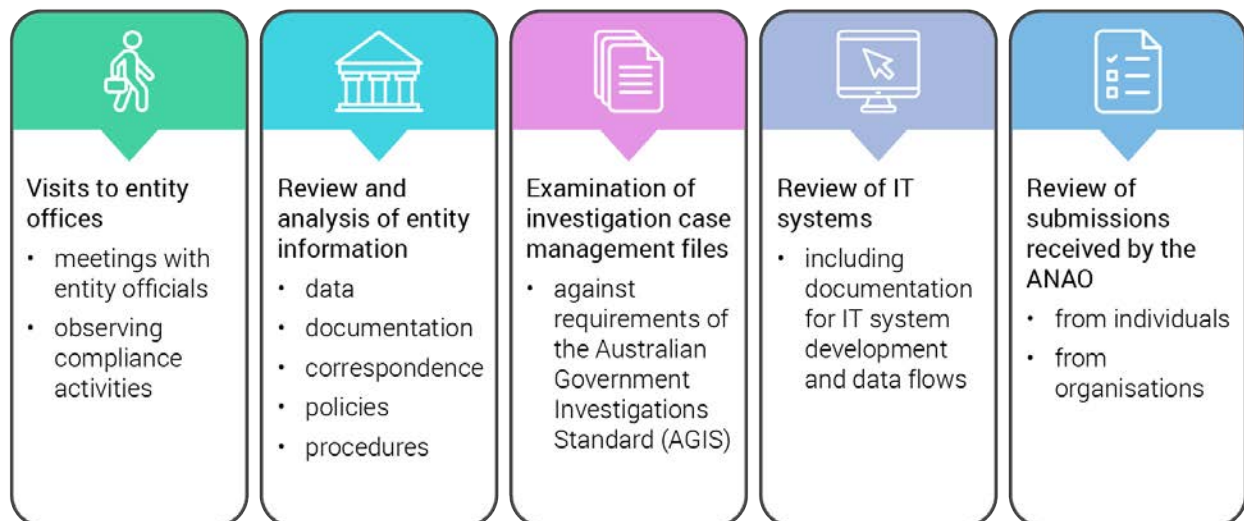 Visits to entity
offices
• meetings with
entity officials
• observing
compliance
activities
Review and
analysis of entity
information
• data
• documentation
• correspondence
• policies
• procedures
Examination of
investigation case
management files
• against
requirements of
the Australian
Government
Investigations
Standard (AGIS)
Review of IT
systems
• including
documentation
for IT system
development
and data flows
Review of
submissions
received by the
ANAO
• from individuals
• from
organisations